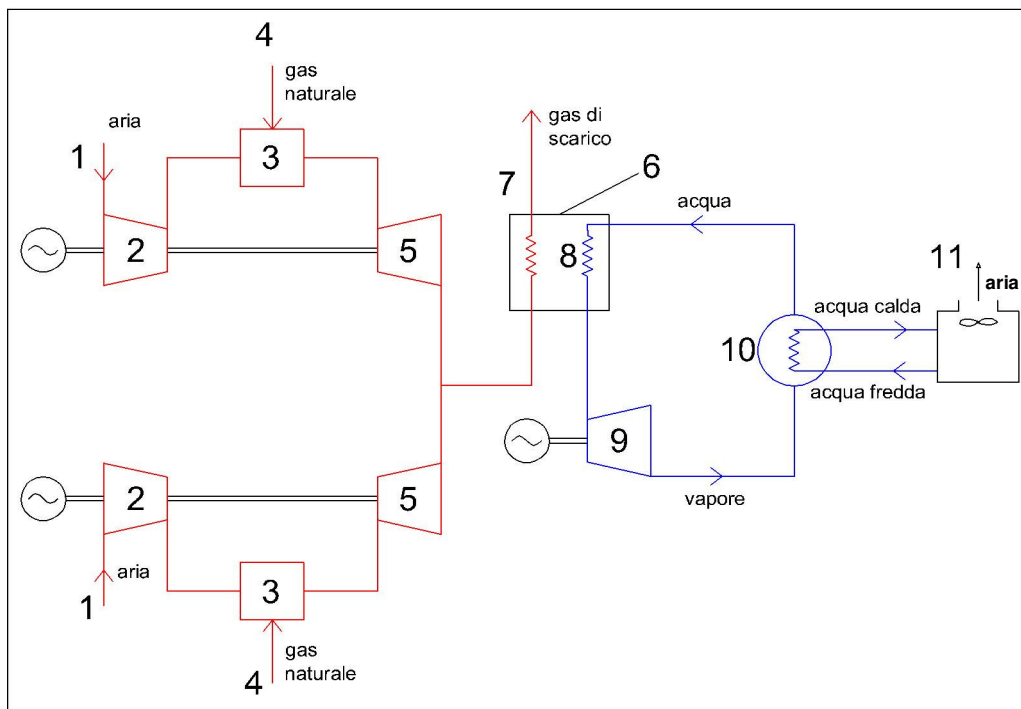 4
gas
naturale
aria
1
3
2
5
gas di
scarico
7
6
8
acqua
11
aria
acqua calda
10
acqua fredda
9
vapore
2
5
1
aria
3
4
gas
naturale